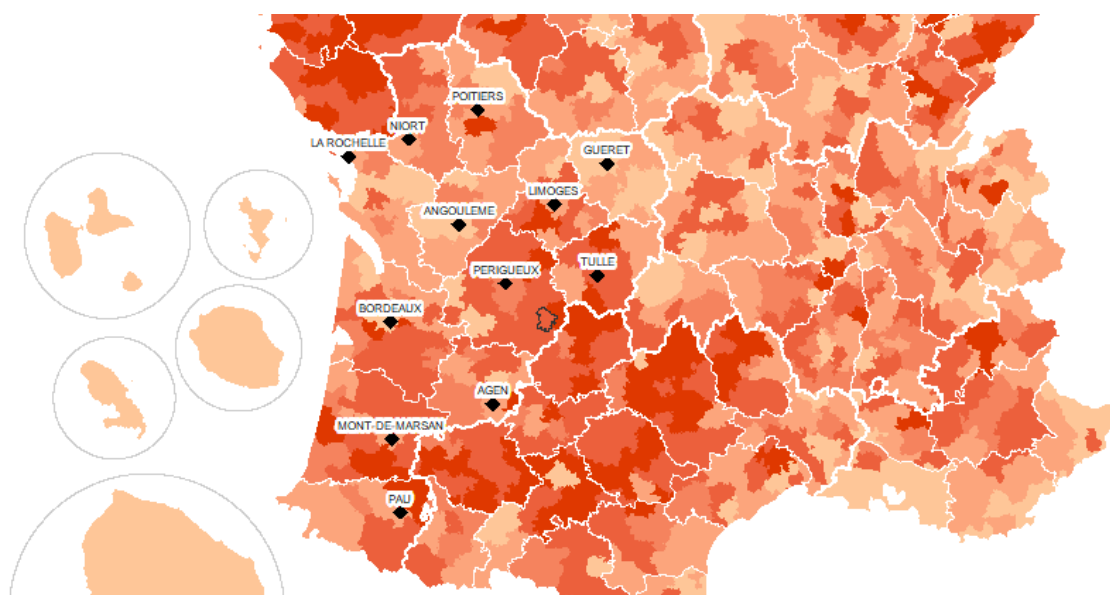 POITIERS
NIORT
LA ROCHELLE
GUERET
LIMOGES
ANGOULEME
TULLE
PERIGUEUX
BORDEAUX
AGEN
MONT-DE-MARSAN
PAU